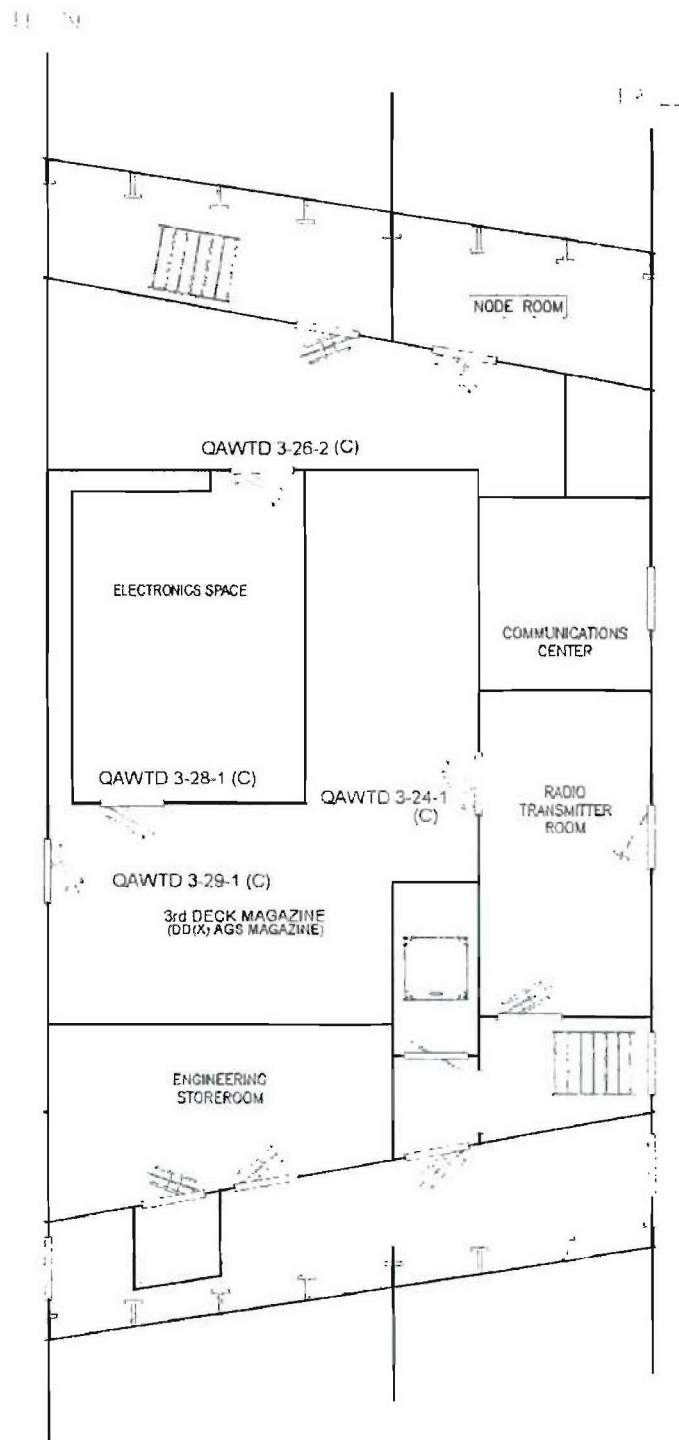 NODE ROOM
QAWTD 3-26-2 (C)
ELECTRONICS SPACE
COMMUNICATIONS
CENTER
QAWTD 3-28-1 (C)
QAWTD 3-24-1
(C)
RADIO
TRANSMITTER
ROOM
QAWTD 3-29-1 (C)
3rd DECK MAGAZINE
(DD(X) AGS MAGAZINE)
ENGINEERING
STOREROOM